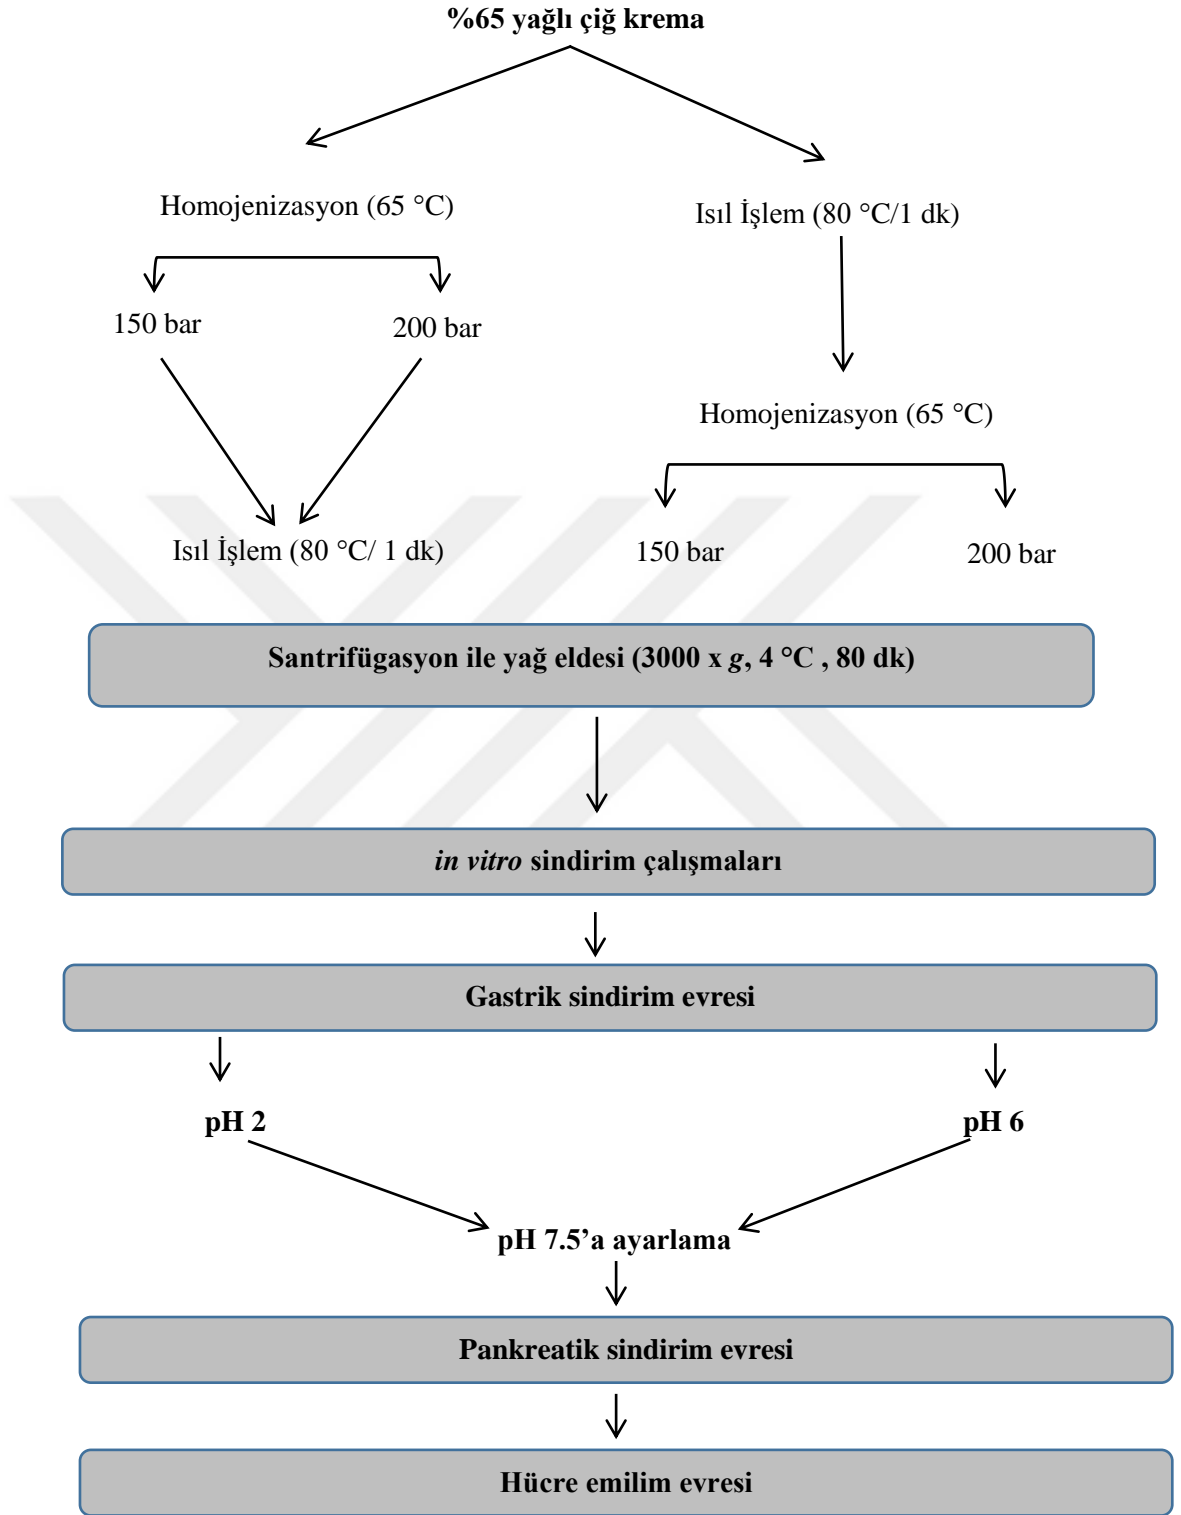 %65 yağlı çiğ krema
Homojenizasyon (65 °C)
Isıl İşlem (80 °C/1 dk)
150 bar
200 bar
Homojenizasyon (65 °C)
Isıl İşlem (80 °C/ 1 dk)
150 bar
200 bar
Santrifügasyon ile yağ eldesi (3000 x g, 4 °C , 80 dk)
in vitro sindirim çalışmaları
Gastrik sindirim evresi
pH 2
pH 6
pH 7.5’a ayarlama
Pankreatik sindirim evresi
Hücre emilim evresi